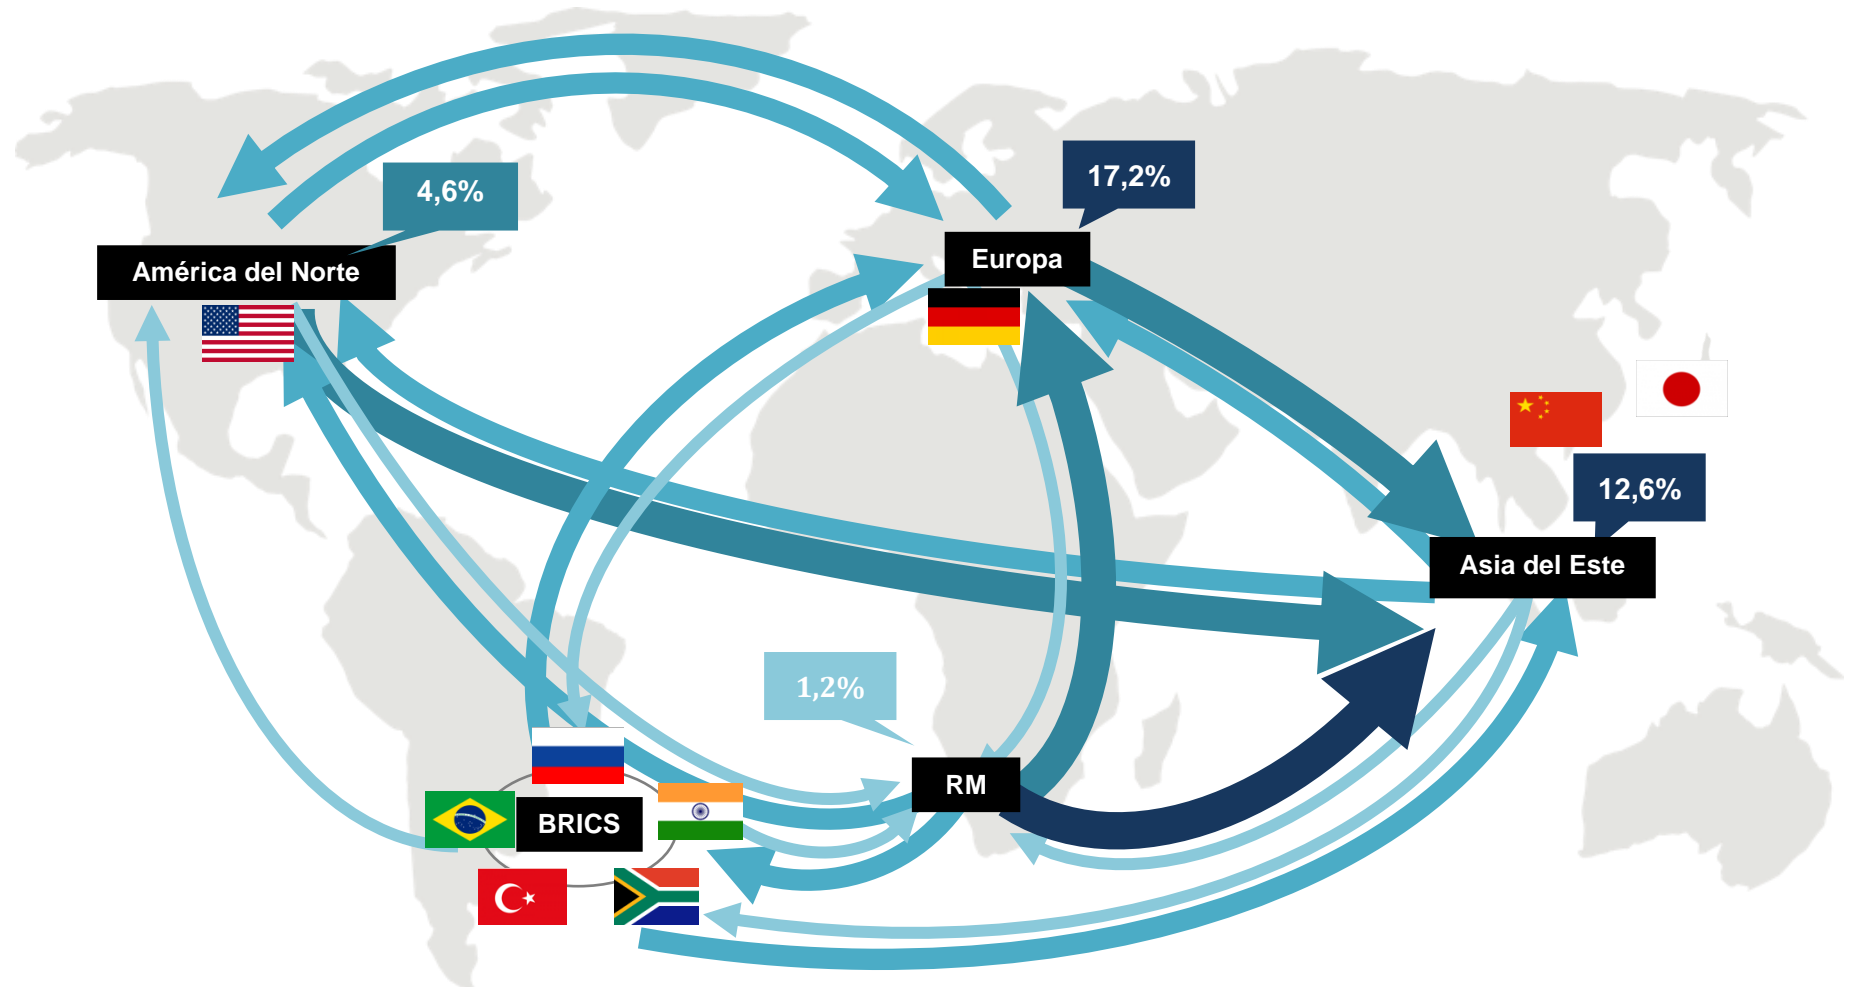 17,2%
4,6%
Europa
América del Norte
12,6%
Asia del Este
1,2%
RM
BRICS